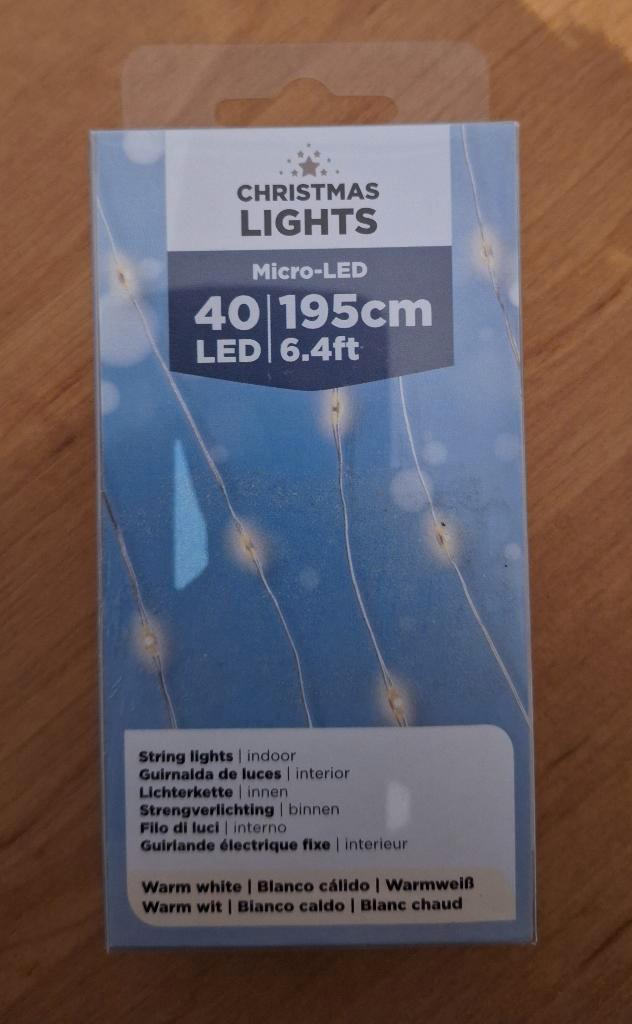 CHRISTMAS
LIGHTS
Micro-LED
40 | 195cm
LED | 6.4ft
String lights | indoor
Guirnalda de luces | interior
Lichterkette | innen
Strengverlichting | binnen
Filo di luci | interno
Guirlande électrique fixe | interieur
Warm white | Blanco cálido | Warmweiß
Warm wit | Bianco caldo | Blanc chaud